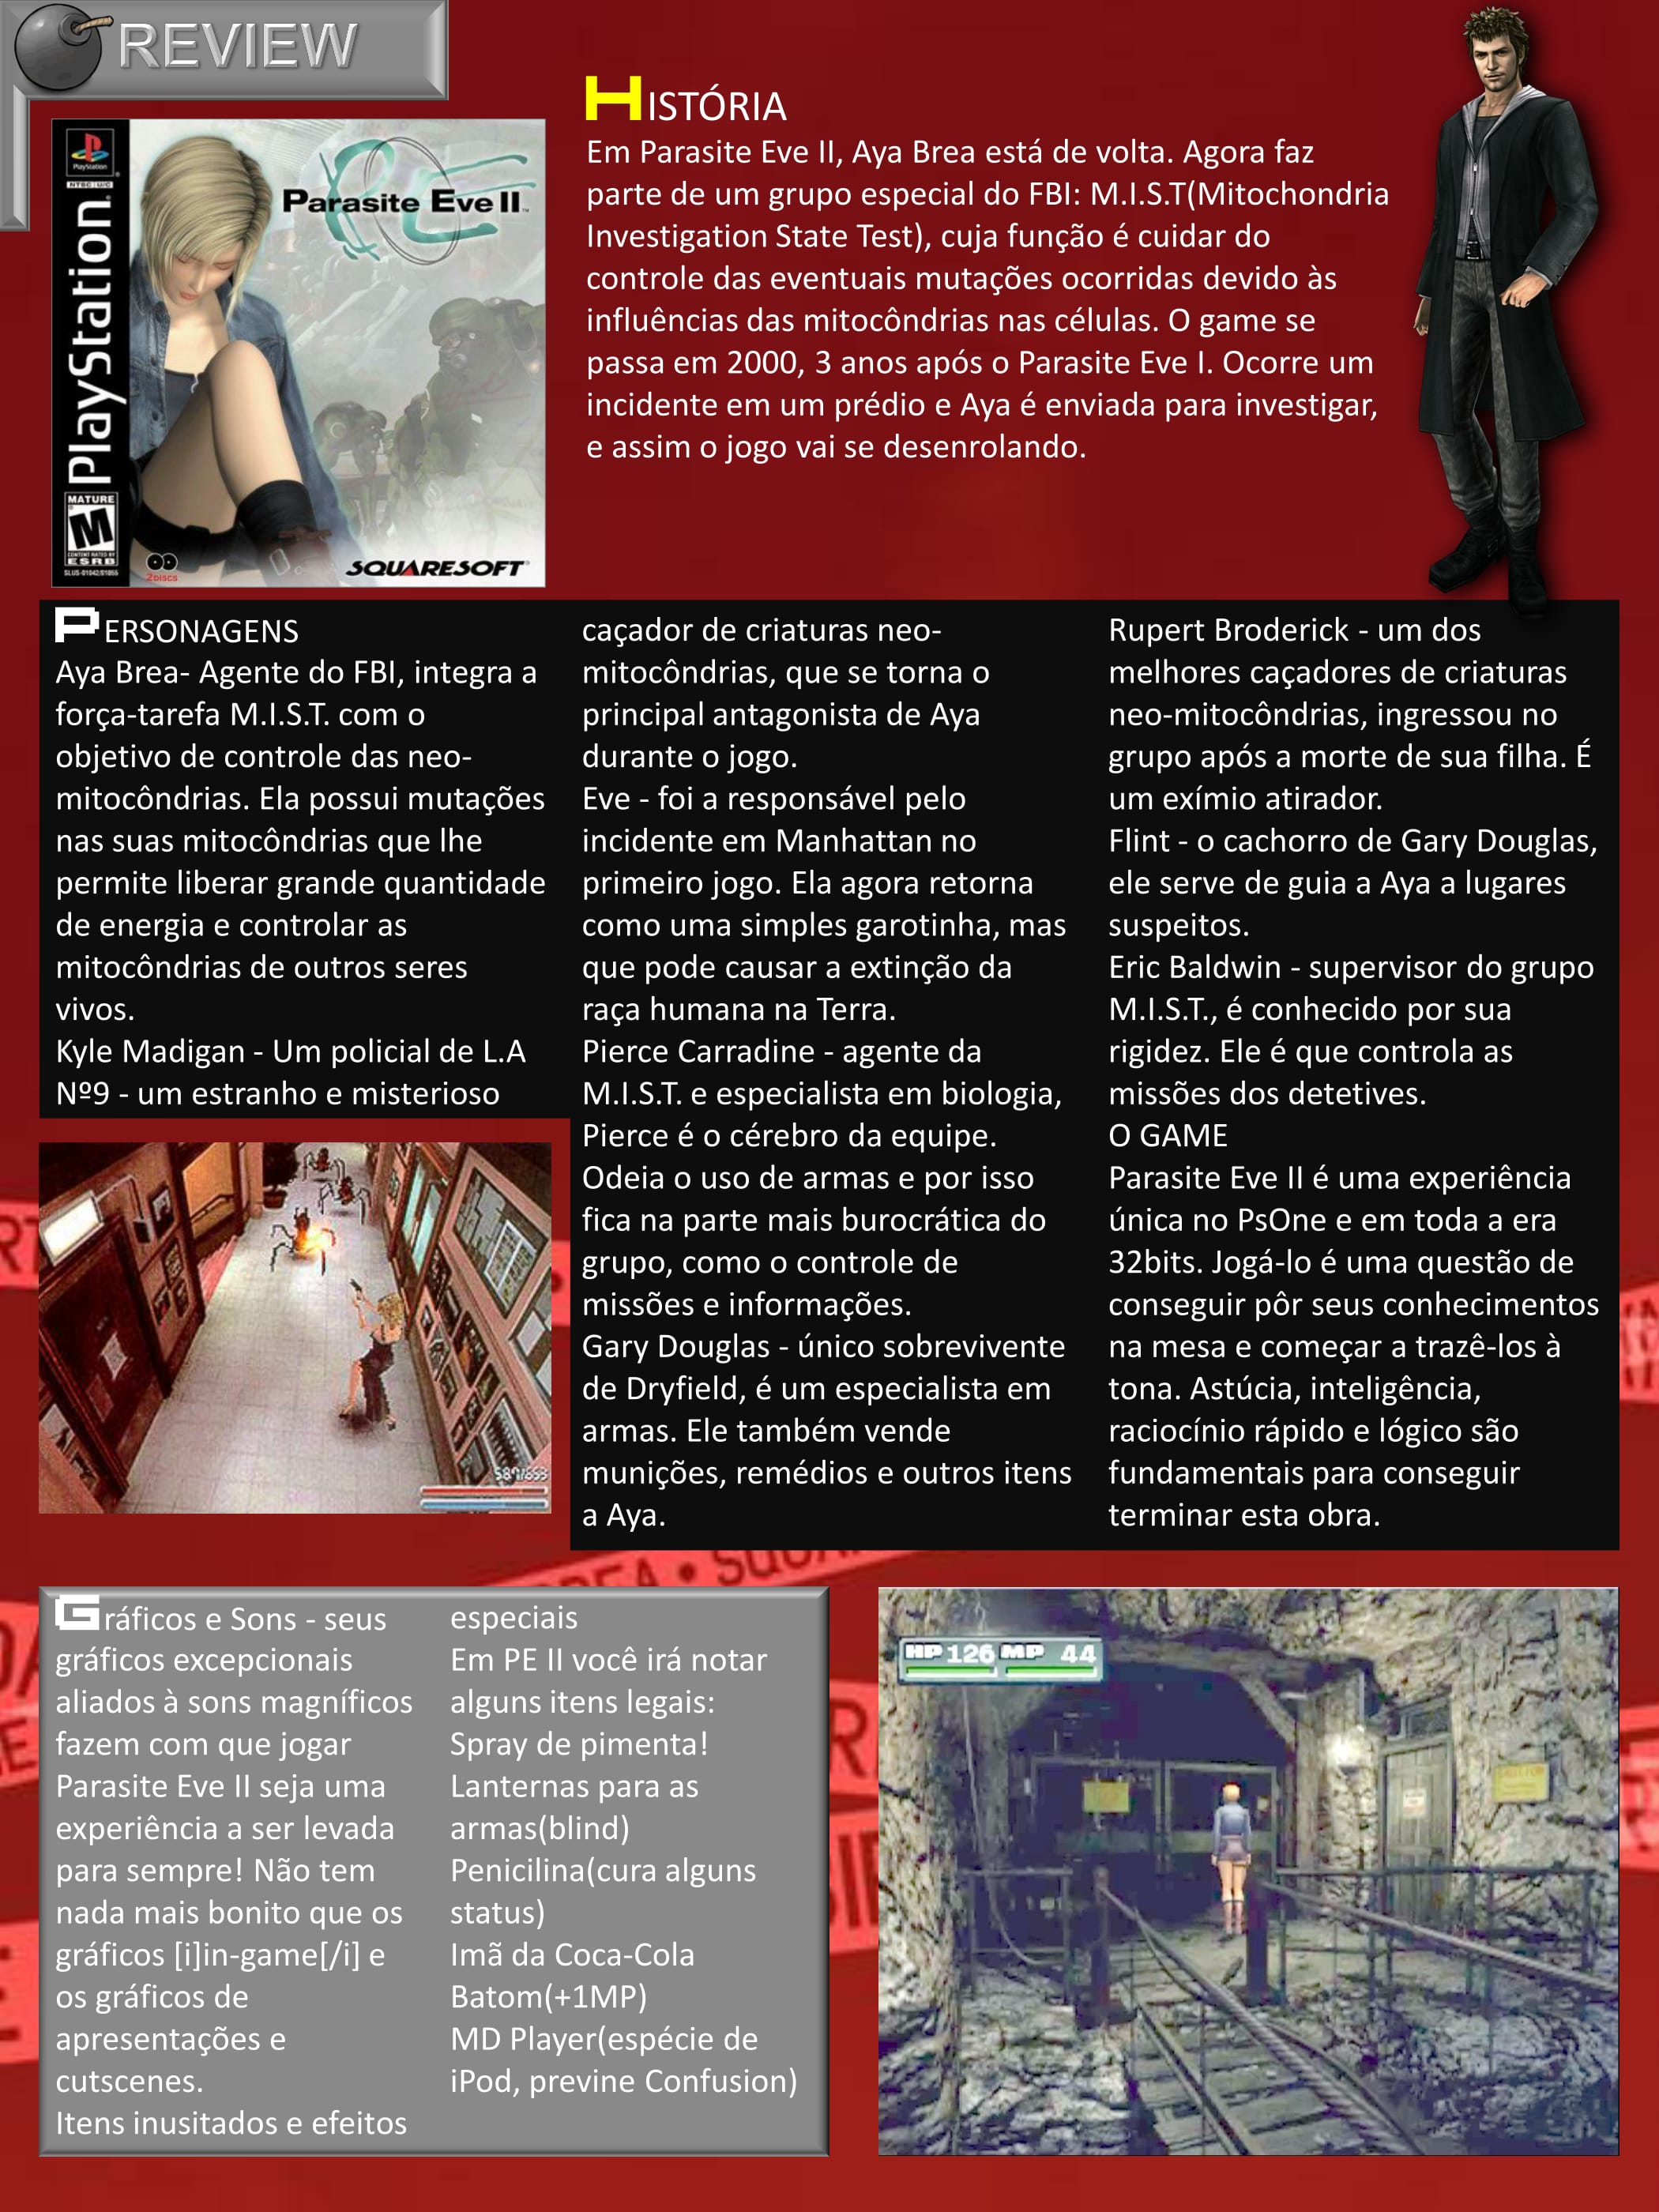 REVIEW
PlayStation
NTSC U/C
PlayStation
MATURE
M
CONTENT RATED BY
ESRB
SLUS-01042/01055
Parasite Eve II
2 DISCS
SQUARESOFT
HISTÓRIA
Em Parasite Eve II, Aya Brea está de volta. Agora faz
parte de um grupo especial do FBI: M.I.S.T(Mitochondria
Investigation State Test), cuja função é cuidar do
controle das eventuais mutações ocorridas devido às
influências das mitocôndrias nas células. O game se
passa em 2000, 3 anos após o Parasite Eve I. Ocorre um
incidente em um prédio e Aya é enviada para investigar,
e assim o jogo vai se desenrolando.
PERSONAGENS
Aya Brea- Agente do FBI, integra a
força-tarefa M.I.S.T. com o
objetivo de controle das neo-
mitocôndrias. Ela possui mutações
nas suas mitocôndrias que lhe
permite liberar grande quantidade
de energia e controlar as
mitocôndrias de outros seres
vivos.
Kyle Madigan - Um policial de L.A
Nº9 - um estranho e misterioso
caçador de criaturas neo-
mitocôndrias, que se torna o
principal antagonista de Aya
durante o jogo.
Eve - foi a responsável pelo
incidente em Manhattan no
primeiro jogo. Ela agora retorna
como uma simples garotinha, mas
que pode causar a extinção da
raça humana na Terra.
Pierce Carradine - agente da
M.I.S.T. e especialista em biologia,
Pierce é o cérebro da equipe.
Odeia o uso de armas e por isso
fica na parte mais burocrática do
grupo, como o controle de
missões e informações.
Gary Douglas - único sobrevivente
de Dryfield, é um especialista em
armas. Ele também vende
munições, remédios e outros itens
a Aya.
Rupert Broderick - um dos
melhores caçadores de criaturas
neo-mitocôndrias, ingressou no
grupo após a morte de sua filha. É
um exímio atirador.
Flint - o cachorro de Gary Douglas,
ele serve de guia a Aya a lugares
suspeitos.
Eric Baldwin - supervisor do grupo
M.I.S.T., é conhecido por sua
rigidez. Ele é que controla as
missões dos detetives.
O GAME
Parasite Eve II é uma experiência
única no PsOne e em toda a era
32bits. Jogá-lo é uma questão de
conseguir pôr seus conhecimentos
na mesa e começar a trazê-los à
tona. Astúcia, inteligência,
raciocínio rápido e lógico são
fundamentais para conseguir
terminar esta obra.
Gráficos e Sons - seus
gráficos excepcionais
aliados à sons magníficos
fazem com que jogar
Parasite Eve II seja uma
experiência a ser levada
para sempre! Não tem
nada mais bonito que os
gráficos [i]in-game[/i] e
os gráficos de
apresentações e
cutscenes.
Itens inusitados e efeitos
especiais
Em PE II você irá notar
alguns itens legais:
Spray de pimenta!
Lanternas para as
armas(blind)
Penicilina(cura alguns
status)
Imã da Coca-Cola
Batom(+1MP)
MD Player(espécie de
iPod, previne Confusion)
HP 126 MP 44